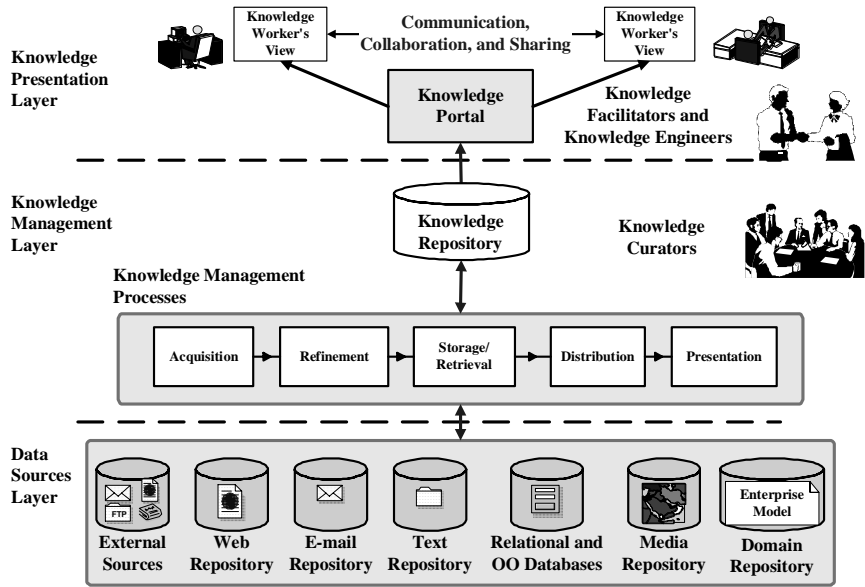 Knowledge
Worker's
View
Communication,
Collaboration, and Sharing
Knowledge
Worker's
View
Knowledge
Presentation
Layer
Knowledge
Portal
Knowledge
Facilitators and
Knowledge Engineers
Knowledge
Management
Layer
Knowledge
Repository
Knowledge
Curators
Knowledge Management
Processes
Acquisition
Refinement
Storage/
Retrieval
Distribution
Presentation
Data
Sources
Layer
FTP
External
Sources
Web
Repository
E-mail
Repository
Text
Repository
Relational and
OO Databases
Media
Repository
Enterprise
Model
Domain
Repository